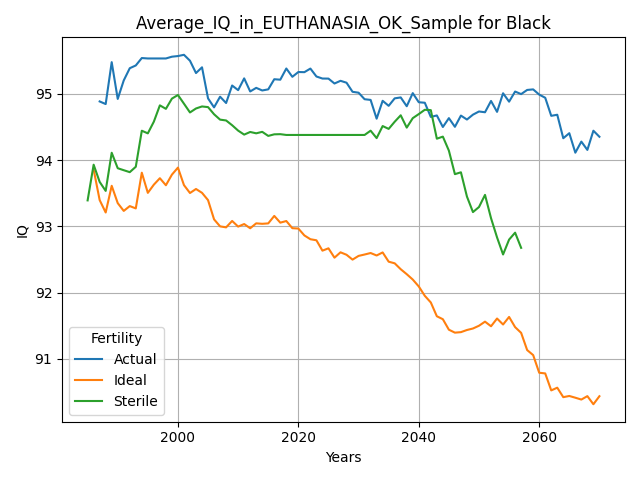 Average_IQ_in_EUTHANASIA_OK_Sample for Black
IQ
95
94
93
92
91
Fertility
Actual
Ideal
Sterile
2000 2020 2040 2060
Years